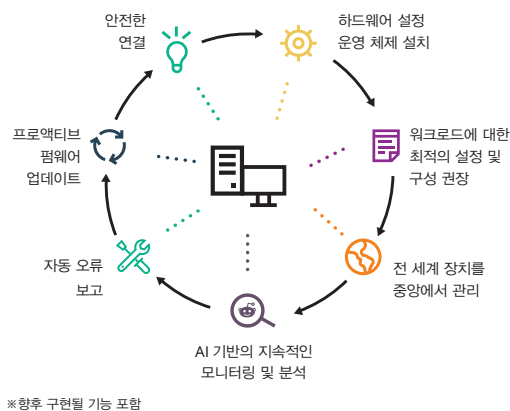 안전한
연결
하드웨어 설정
운영 체제 설치
워크로드에 대한
최적의 설정 및
구성 권장
전 세계 장치를
중앙에서 관리
AI 기반의 지속적인
모니터링 및 분석
자동 오류
보고
프로액티브
펌웨어
업데이트
※향후 구현될 기능 포함